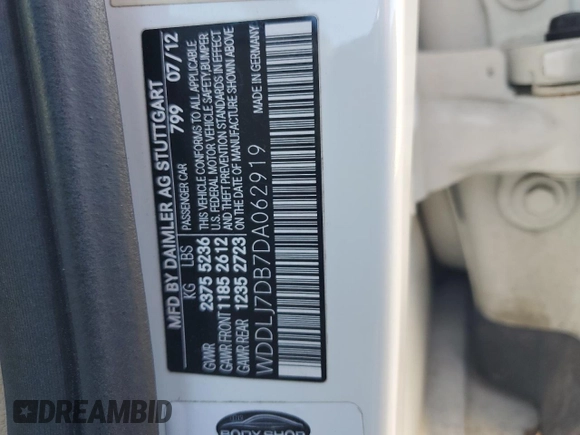 MFD BY DAIMLER AG STUTTGART
799 07/12
KG LBS PASSENGER CAR
GVWR 2375 5236
GAWR FRONT 1185 2612
GAWR REAR 1235 2723
THIS VEHICLE CONFORMS TO ALL APPLICABLE
U.S. FEDERAL MOTOR VEHICLE SAFETY,BUMPER
AND THEFT PREVENTION STANDARDS IN EFFECT
ON THE DATE OF MANUFACTURE SHOWN ABOVE
WDDLJ7DB7DA062919 MADE IN GERMANY
BODY SHOP
DREAMBID